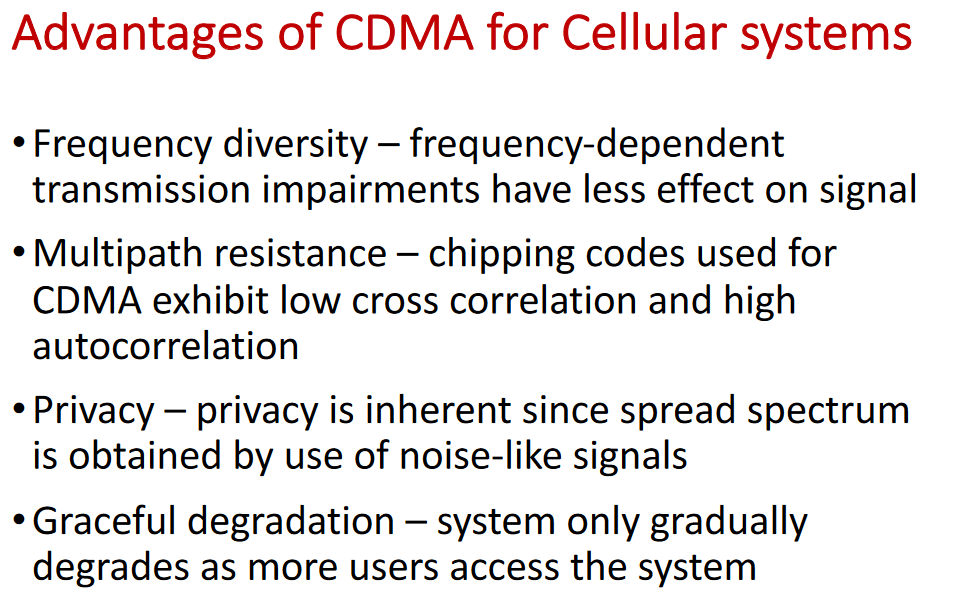 Advantages of CDMA for Cellular systems
• Frequency diversity – frequency-dependent
transmission impairments have less effect on signal
• Multipath resistance – chipping codes used for
CDMA exhibit low cross correlation and high
autocorrelation
• Privacy – privacy is inherent since spread spectrum
is obtained by use of noise-like signals
• Graceful degradation – system only gradually
degrades as more users access the system